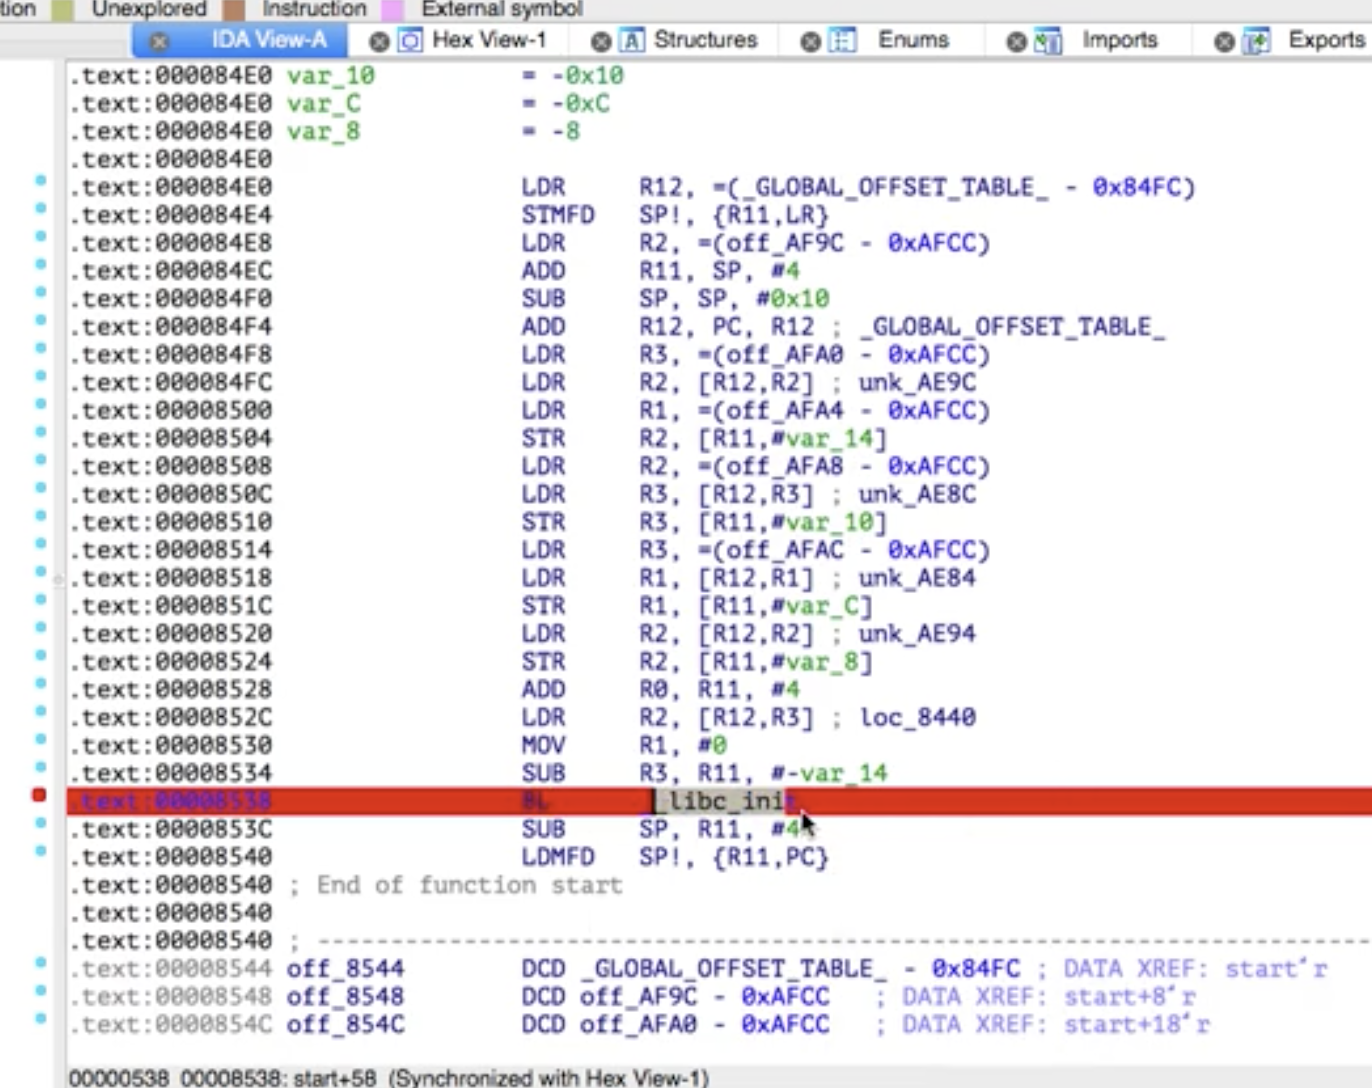 tion Unexplored Instruction External symbol
IDA View-A Hex View-1 Structures Enums Imports Exports
.text:000084E0 var_10 = -0x10
.text:000084E0 var_C = -0xC
.text:000084E0 var_8 = -8
.text:000084E0
.text:000084E0 LDR R12, =(_GLOBAL_OFFSET_TABLE_ - 0x84FC)
.text:000084E4 STMFD SP!, {R11,LR}
.text:000084E8 LDR R2, =(off_AF9C - 0xAFCC)
.text:000084EC ADD R11, SP, #4
.text:000084F0 SUB SP, SP, #0x10
.text:000084F4 ADD R12, PC, R12 ; _GLOBAL_OFFSET_TABLE_
.text:000084F8 LDR R3, =(off_AFA0 - 0xAFCC)
.text:000084FC LDR R2, [R12,R2] ; unk_AE9C
.text:00008500 LDR R1, =(off_AFA4 - 0xAFCC)
.text:00008504 STR R2, [R11,#var_14]
.text:00008508 LDR R2, =(off_AFA8 - 0xAFCC)
.text:0000850C LDR R3, [R12,R3] ; unk_AE8C
.text:00008510 STR R3, [R11,#var_10]
.text:00008514 LDR R3, =(off_AFAC - 0xAFCC)
.text:00008518 LDR R1, [R12,R1] ; unk_AE84
.text:0000851C STR R1, [R11,#var_C]
.text:00008520 LDR R2, [R12,R2] ; unk_AE94
.text:00008524 STR R2, [R11,#var_8]
.text:00008528 ADD R0, R11, #4
.text:0000852C LDR R2, [R12,R3] ; loc_8440
.text:00008530 MOV R1, #0
.text:00008534 SUB R3, R11, #-var_14
.text:00008538 BL _libc_init
.text:0000853C SUB SP, R11, #4
.text:00008540 LDMFD SP!, {R11,PC}
.text:00008540 ; End of function start
.text:00008540
.text:00008540 ; ---------------------------------------------------------------------------
.text:00008544 off_8544 DCD _GLOBAL_OFFSET_TABLE_ - 0x84FC ; DATA XREF: start↑r
.text:00008548 off_8548 DCD off_AF9C - 0xAFCC ; DATA XREF: start+8↑r
.text:0000854C off_854C DCD off_AFA0 - 0xAFCC ; DATA XREF: start+18↑r
00000538 00008538: start+58 (Synchronized with Hex View-1)